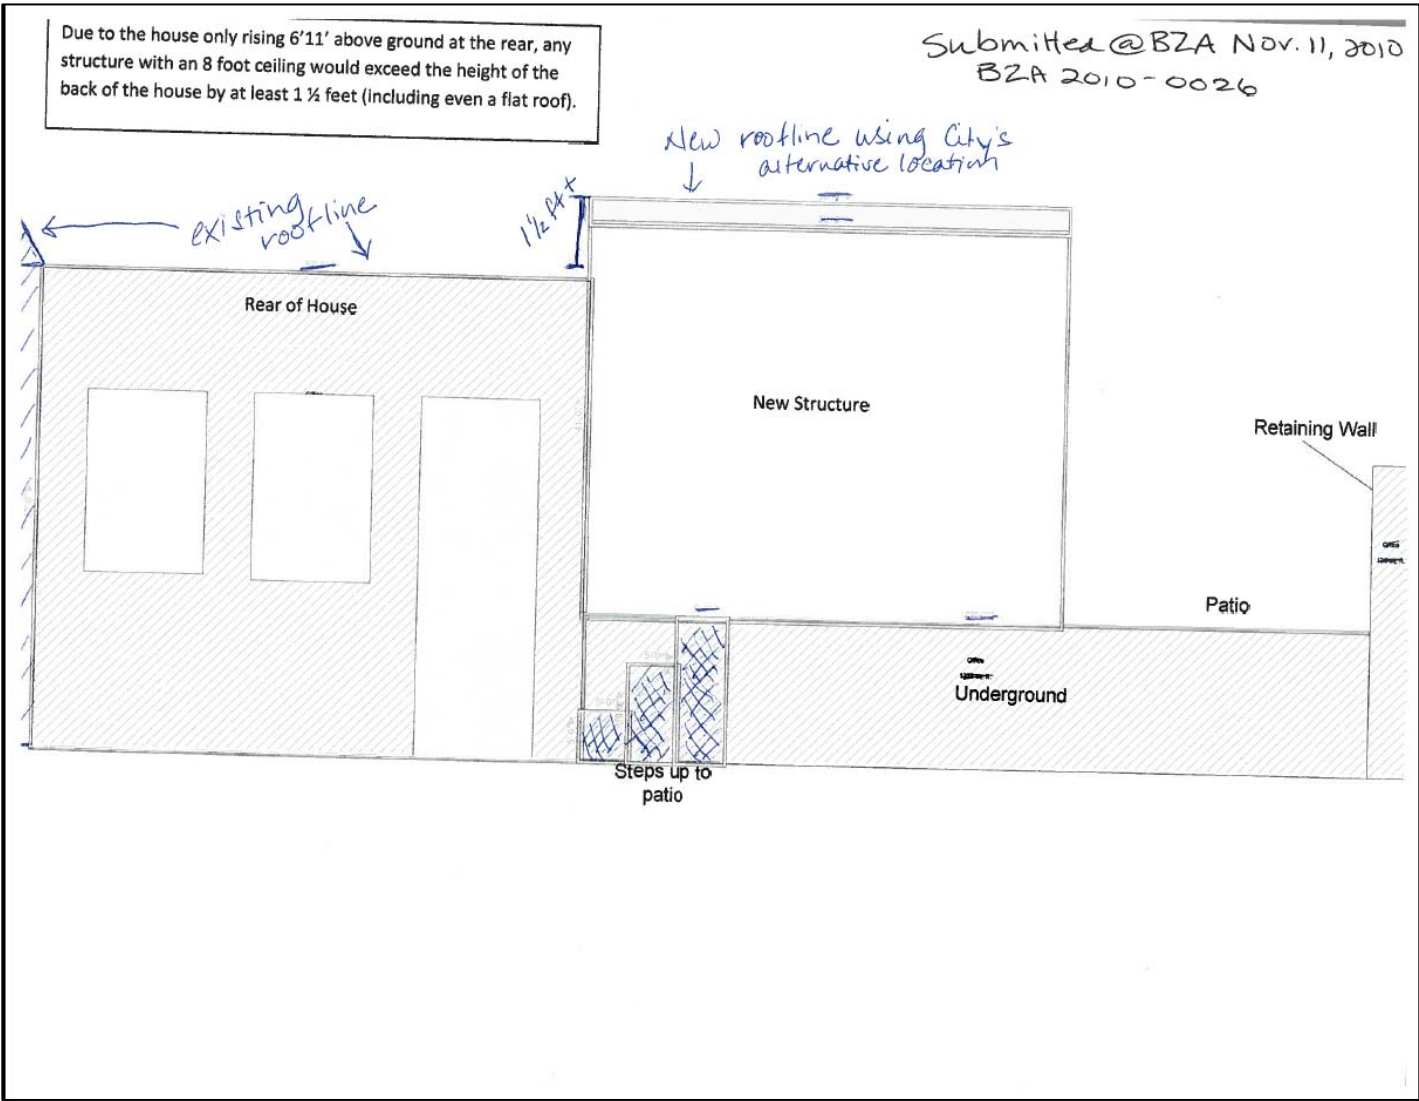 Due to the house only rising 6'11' above ground at the rear, any
structure with an 8 foot ceiling would exceed the height of the
back of the house by at least 1 ½ feet (including even a flat roof).
Submitted @ BZA Nov. 11, 2010
BZA 2010-0026
New roofline using City's
alternative location
existing
roofline
1½ ft +
Rear of House
New Structure
Retaining Wall
Patio
Underground
Steps up to
patio